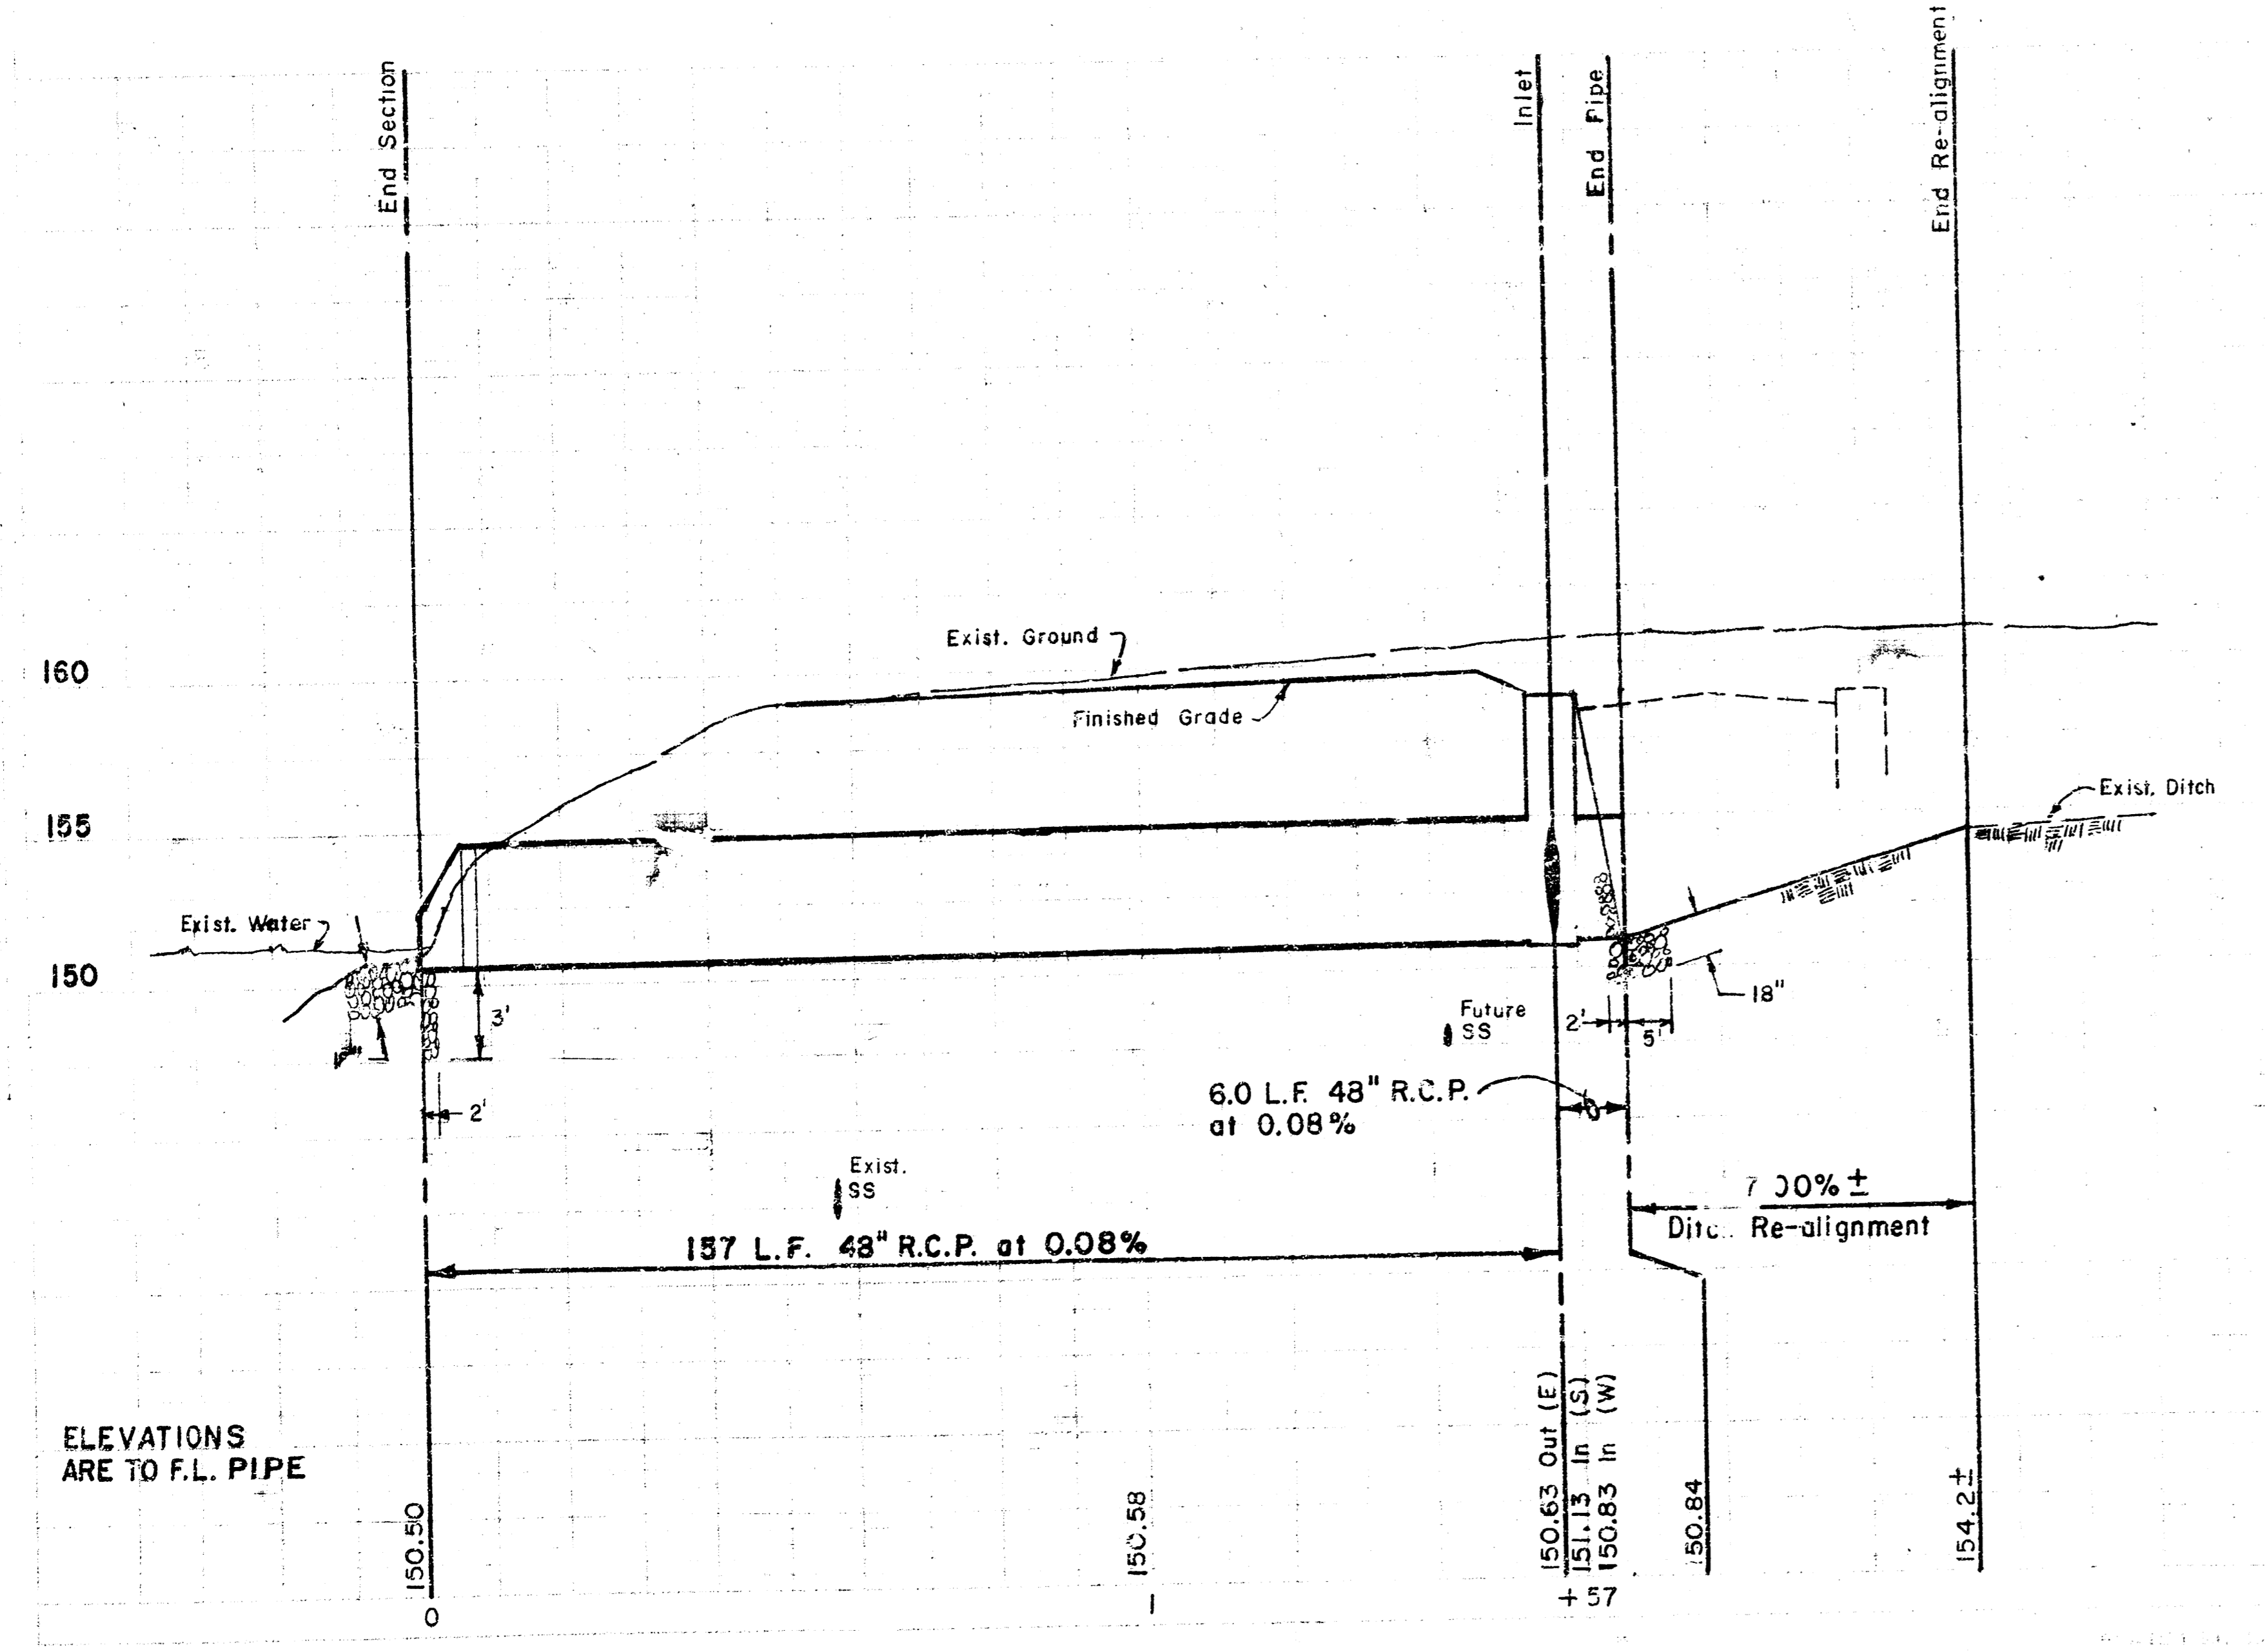 End Section
Inlet
End Pipe
End Re-alignment
Exist. Ground
160
Finished Grade
Exist. Ditch
155
Exist. Water
150
18"
3'
Future
SS
2'
5'
6.0 L.F. 48" R.C.P.
at 0.08%
2'
Exist.
SS
00% ±
Re-alignment
157 L.F. 48" R.C.P. at 0.08%
ELEVATIONS
ARE TO F.L. PIPE
150.50
150.58
150.63 Out (E)
151.13 In (S)
150.83 In (W)
150.84
154.2±
+ 57
0
1